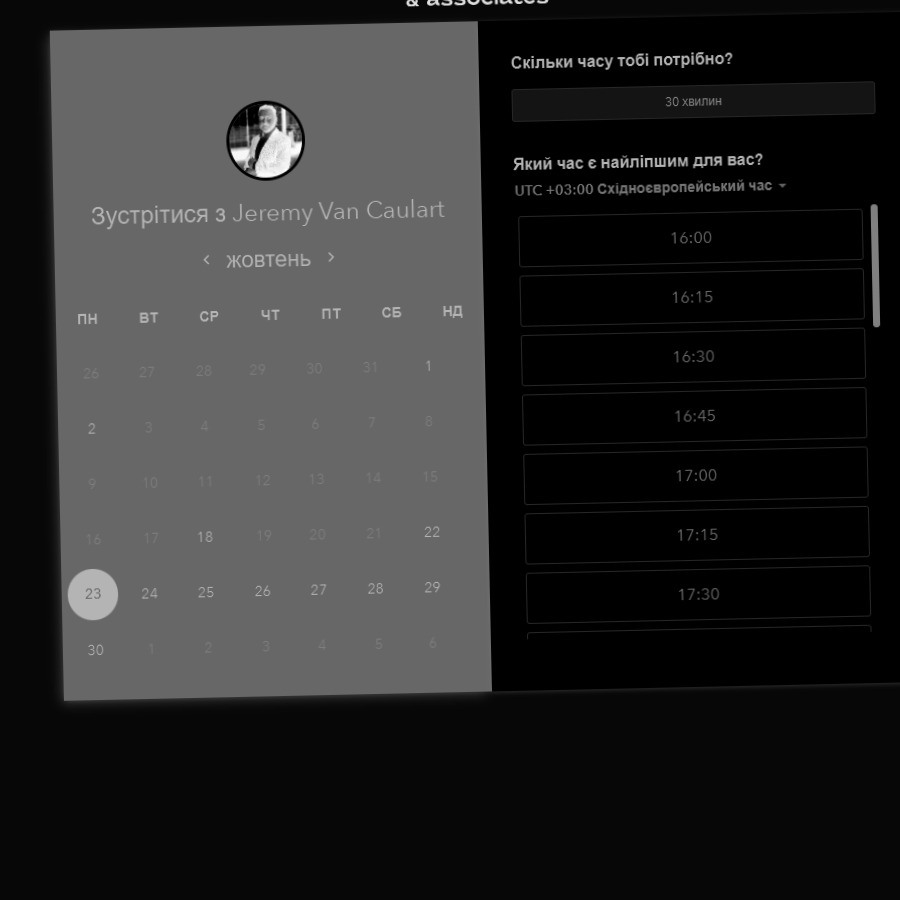 & associates
Зустрітися з Jeremy Van Caulart
жовтень
ПН ВТ СР ЧТ ПТ СБ НД
26 27 28 29 30 31 1
2 3 4 5 6 7 8
9 10 11 12 13 14 15
16 17 18 19 20 21 22
23 24 25 26 27 28 29
30 1 2 3 4 5 6
Скільки часу тобі потрібно?
30 хвилин
Який час є найліпшим для вас?
UTC +03:00 Східноєвропейський час
16:00
16:15
16:30
16:45
17:00
17:15
17:30